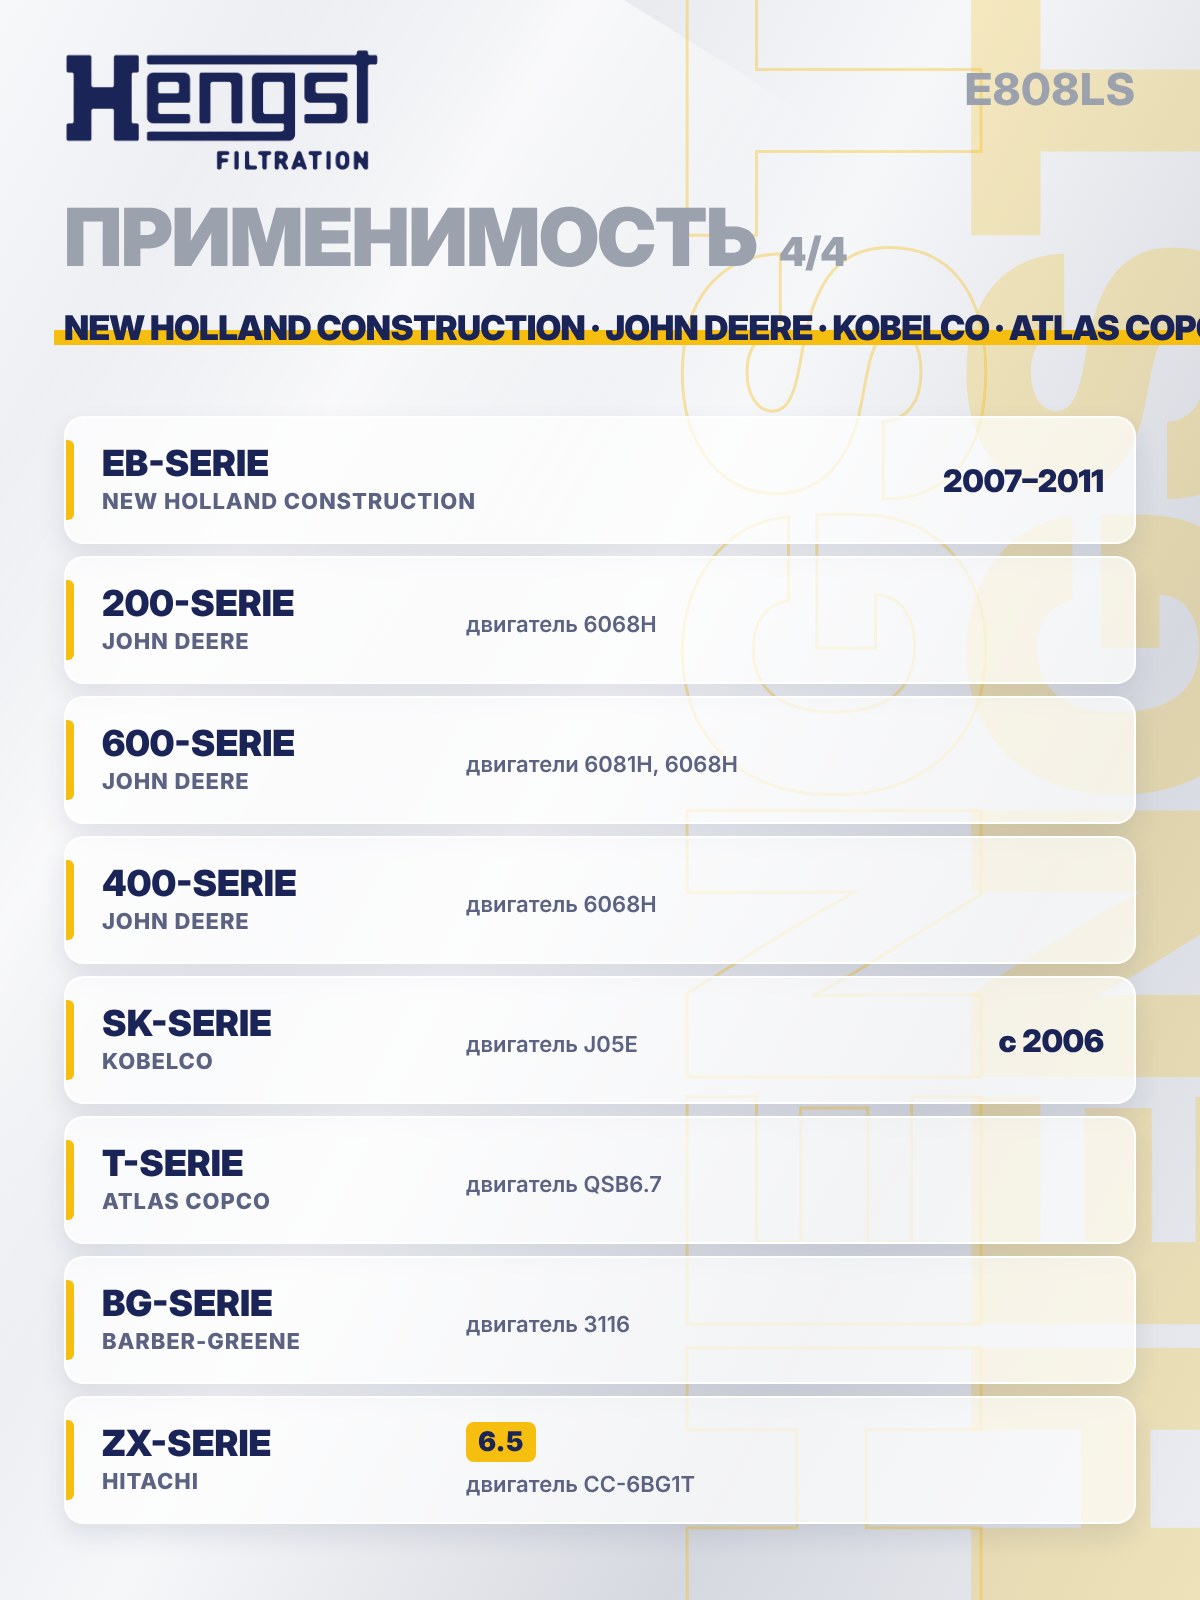 Hengst
FILTRATION
E808LS
ПРИМЕНИМОСТЬ 4/4
NEW HOLLAND CONSTRUCTION · JOHN DEERE · KOBELCO · ATLAS
EB-SERIE
NEW HOLLAND CONSTRUCTION
2007–2011
200-SERIE
JOHN DEERE
двигатель 6068H
600-SERIE
JOHN DEERE
двигатели 6081H, 6068H
400-SERIE
JOHN DEERE
двигатель 6068H
SK-SERIE
KOBELCO
двигатель J05E
с 2006
T-SERIE
ATLAS COPCO
двигатель QSB6.7
BG-SERIE
BARBER-GREENE
двигатель 3116
ZX-SERIE
HITACHI
6.5
двигатель CC-6BG1T
HENGST
HENGST